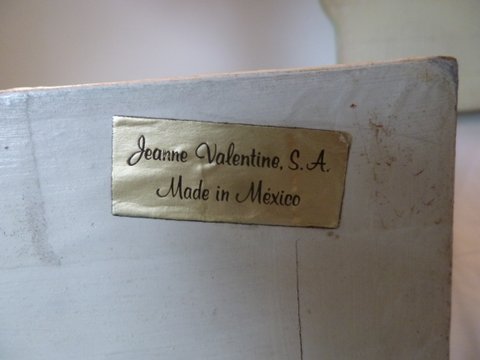 Jeanne Valentine, S.A.
Made in México